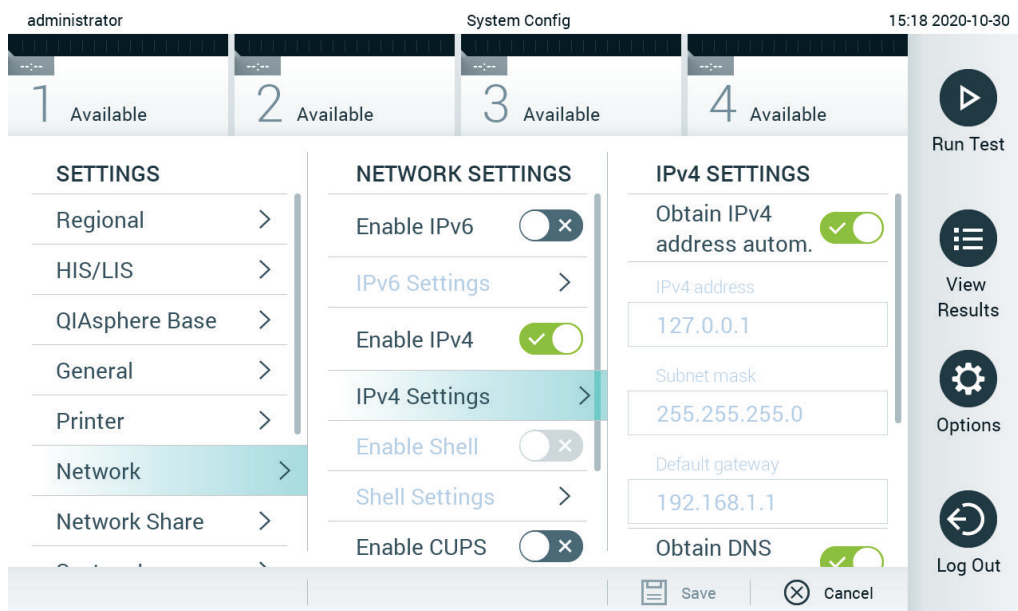 administrator
System Config
15:18 2020-10-30
--:--
--:--
--:--
--:--
1 Available
2 Available
3 Available
4 Available
Run Test
View
Results
Options
Log Out
SETTINGS
Regional
HIS/LIS
QIAsphere Base
General
Printer
Network
Network Share
NETWORK SETTINGS
Enable IPv6
IPv6 Settings
Enable IPv4
IPv4 Settings
Enable Shell
Shell Settings
Enable CUPS
IPv4 SETTINGS
Obtain IPv4
address autom.
IPv4 address
127.0.0.1
Subnet mask
255.255.255.0
Default gateway
192.168.1.1
Obtain DNS
Save
Cancel